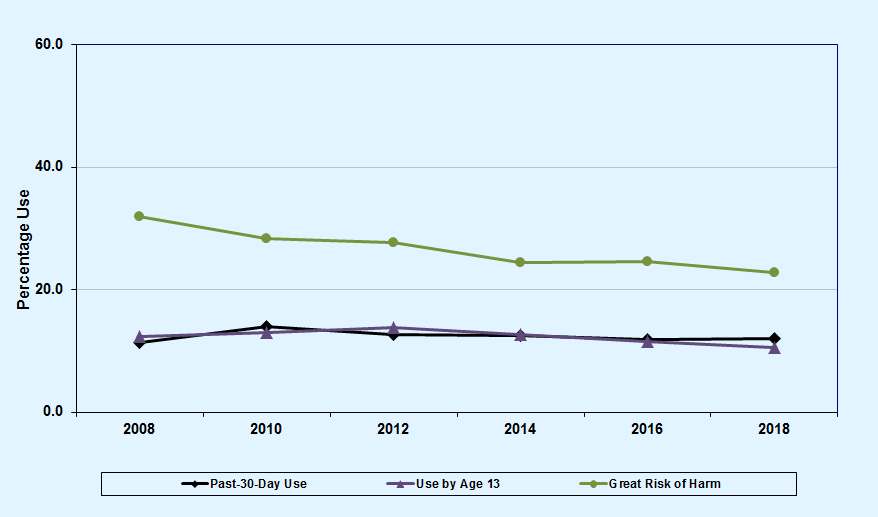 60.0
40.0
20.0
0.0
Percentage Use
2008 2010 2012 2014 2016 2018
Past-30-Day Use Use by Age 13 Great Risk of Harm